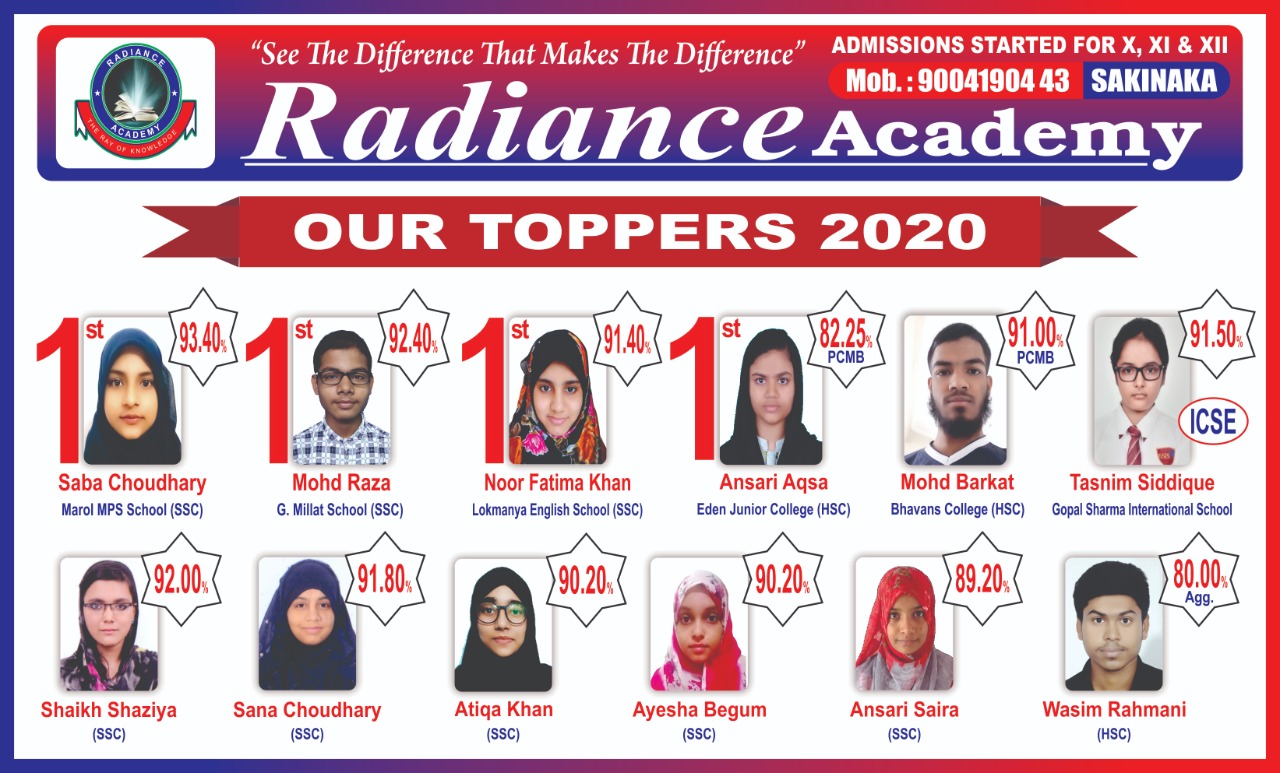 RADIANCE
ACADEMY
THE RAY OF KNOWLEDGE
“See The Difference That Makes The Difference”
ADMISSIONS STARTED FOR X, XI & XII
Mob. : 90041904 43 SAKINAKA
Radiance Academy
OUR TOPPERS 2020
1st 93.40%
1st 92.40%
1st 91.40%
1st 82.25% PCMB
91.00% PCMB
91.50%
ICSE
Saba Choudhary
Marol MPS School (SSC)
Mohd Raza
G. Millat School (SSC)
Noor Fatima Khan
Lokmanya English School (SSC)
Ansari Aqsa
Eden Junior College (HSC)
Mohd Barkat
Bhavans College (HSC)
Tasnim Siddique
Gopal Sharma International School
92.00%
Shaikh Shaziya
(SSC)
91.80%
Sana Choudhary
(SSC)
90.20%
Atiqa Khan
(SSC)
90.20%
Ayesha Begum
(SSC)
89.20%
Ansari Saira
(SSC)
80.00%
Agg.
Wasim Rahmani
(HSC)